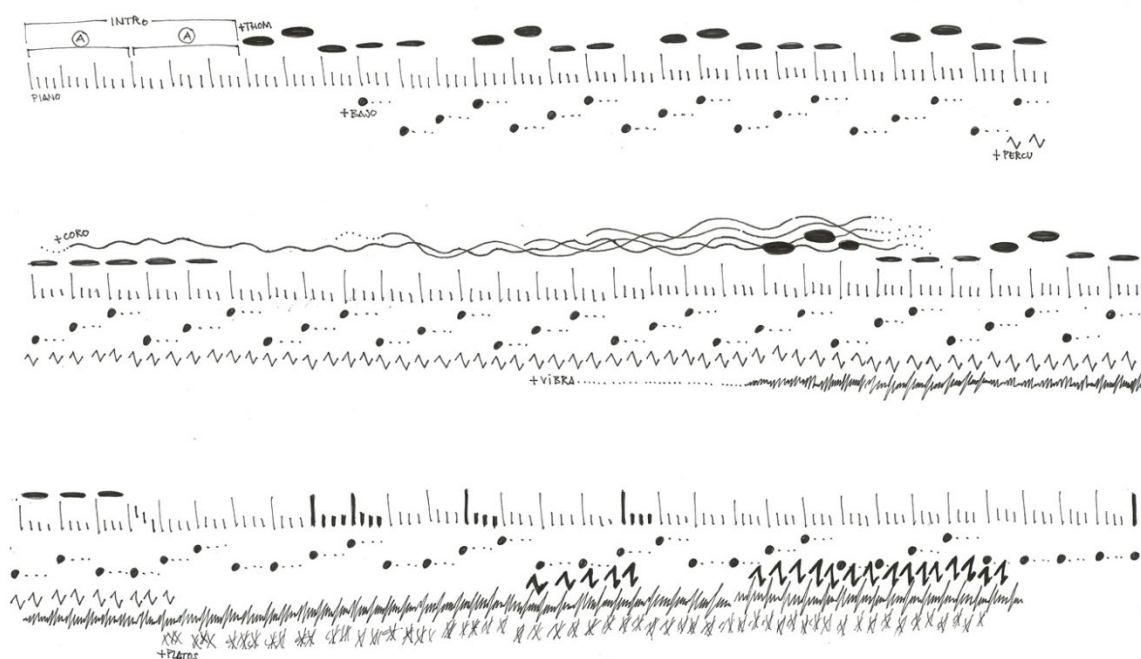 INTRO
A A
+THOM
PIANO
+BAJO
+PERCU
+CORO
+VIBRA
+PLATOS